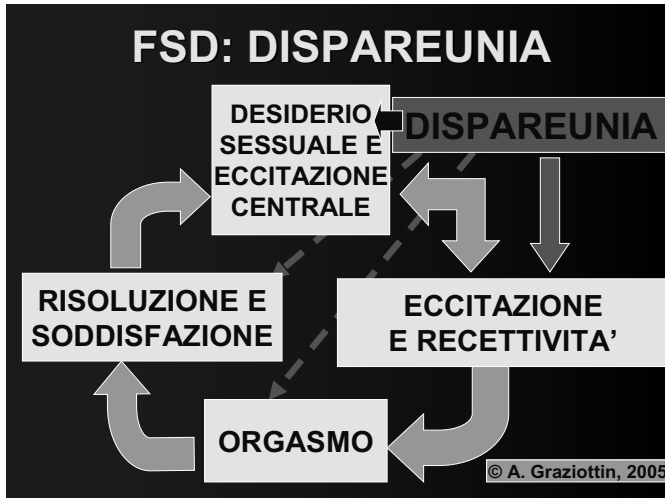 FSD: DISPAREUNIA
DESIDERIO
SESSUALE E
ECCITAZIONE
CENTRALE
DISPAREUNIA
RISOLUZIONE E
SODDISFAZIONE
ECCITAZIONE
E RECETTIVITA’
ORGASMO
© A. Graziottin, 2005